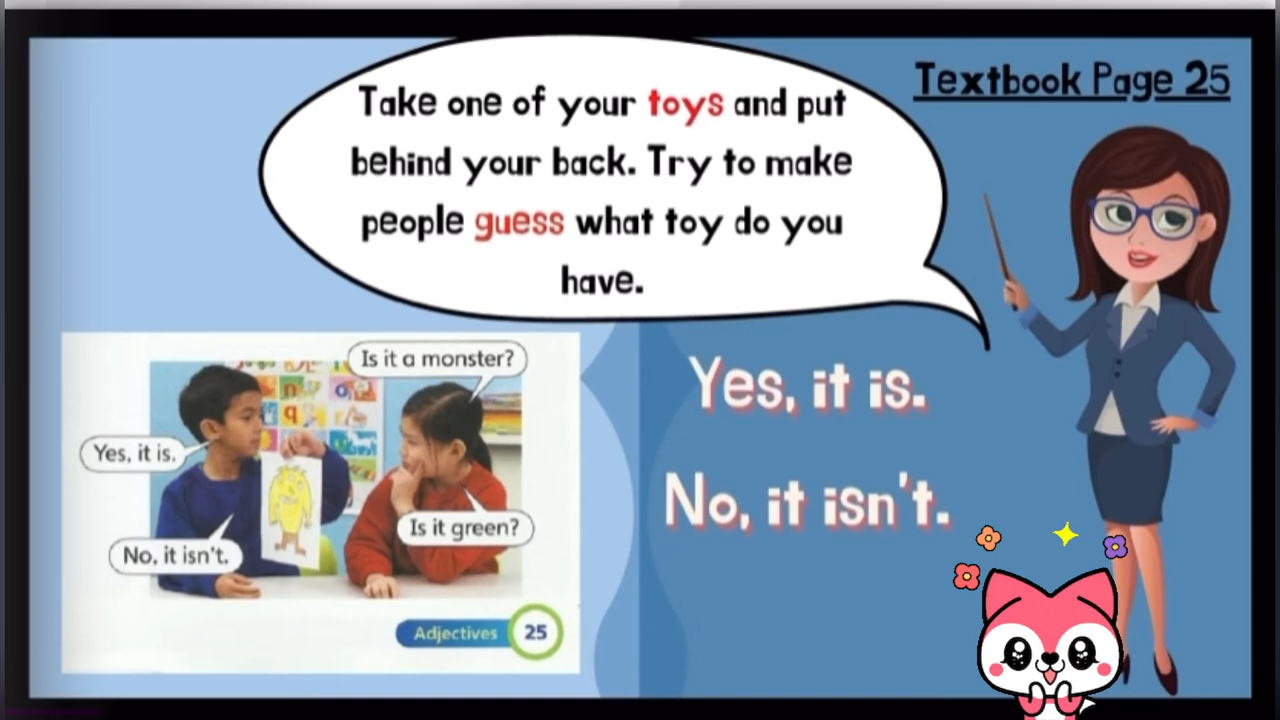 Textbook Page 25
Take one of your toys and put
behind your back. Try to make
people guess what toy do you
have.
Is it a monster?
Yes, it is.
Is it green?
No, it isn't.
Adjectives 25
Yes, it is.
No, it isn't.